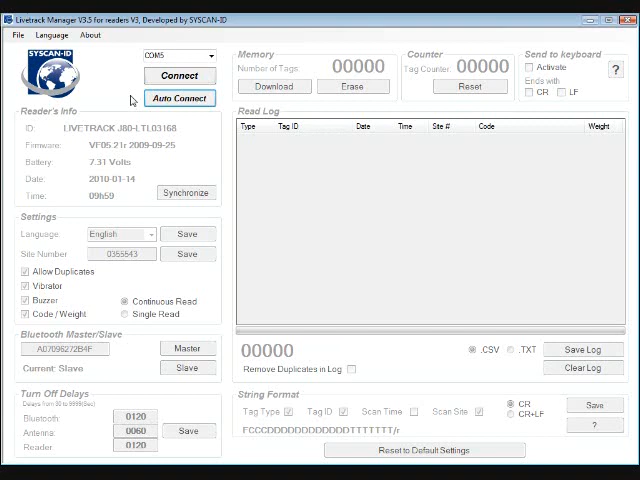 Livetrack Manager V3.5 for readers V3, Developed by SYSCAN-ID
File Language About
SYSCAN-ID
COM5
Connect
Auto Connect
Memory
Number of Tags: 00000
Download Erase
Counter
Tag Counter: 00000
Reset
Send to keyboard
Activate
Ends with
CR LF
?
Reader's Info
ID: LIVETRACK J80-LTL03168
Firmware: VF05.21r 2009-09-25
Battery: 7.31 Volts
Date: 2010-01-14
Time: 09h59
Synchronize
Settings
Language: English Save
Site Number 0355543 Save
Allow Duplicates
Vibrator
Buzzer
Code / Weight
Continuous Read
Single Read
Bluetooth Master/Slave
A07096272B4F Master
Current: Slave Slave
Turn Off Delays
Delays from 30 to 9999(Sec)
Bluetooth: 0120
Antenna: 0060 Save
Reader 0120
Read Log
Type Tag ID Date Time Site # Code Weight
00000
.CSV .TXT Save Log
Remove Duplicates in Log
Clear Log
String Format
Tag Type Tag ID Scan Time Scan Site
CR
CR+LF
Save
?
Reset to Default Settings